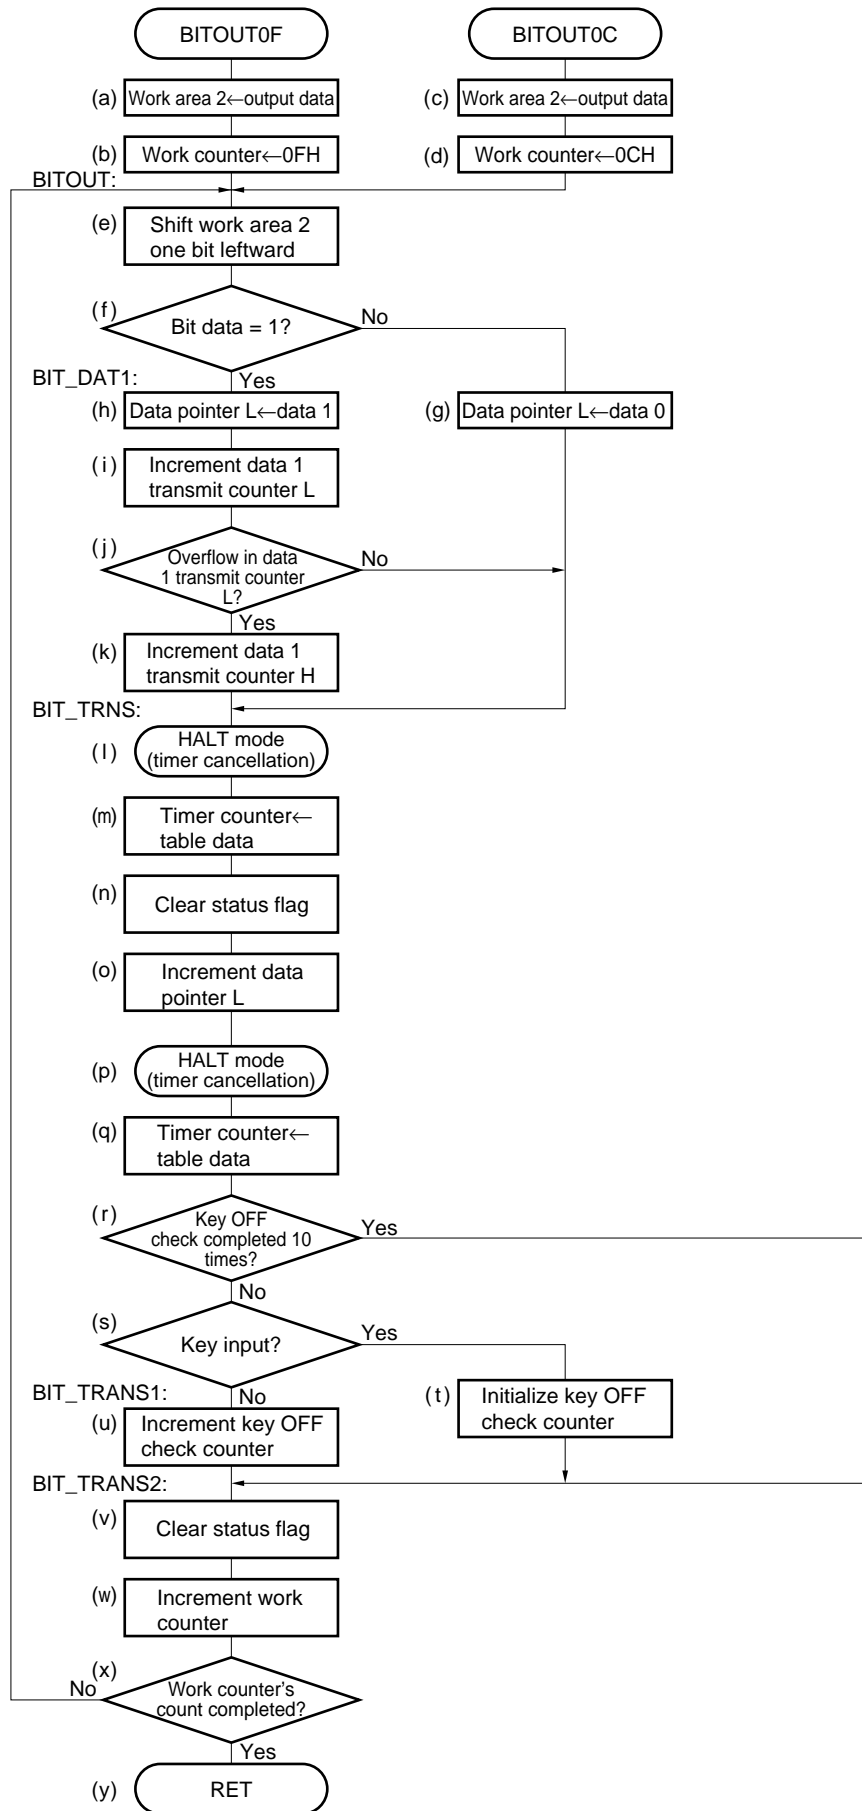 BITOUT0F
BITOUT0C
(a) Work area 2←output data
(c) Work area 2←output data
(b) Work counter←0FH
(d) Work counter←0CH
BITOUT:
(e) Shift work area 2
one bit leftward
(f) Bit data = 1?
No
Yes
BIT_DAT1:
(h) Data pointer L←data 1
(g) Data pointer L←data 0
(i) Increment data 1
transmit counter L
(j) Overflow in data
1 transmit counter
L?
No
Yes
(k) Increment data 1
transmit counter H
BIT_TRNS:
(l) HALT mode
(timer cancellation)
(m) Timer counter←
table data
(n) Clear status flag
(o) Increment data
pointer L
(p) HALT mode
(timer cancellation)
(q) Timer counter←
table data
(r) Key OFF
check completed 10
times?
Yes
No
(s) Key input?
Yes
No
BIT_TRANS1:
(t) Initialize key OFF
check counter
(u) Increment key OFF
check counter
BIT_TRANS2:
(v) Clear status flag
(w) Increment work
counter
(x) Work counter's
count completed?
No
Yes
(y) RET